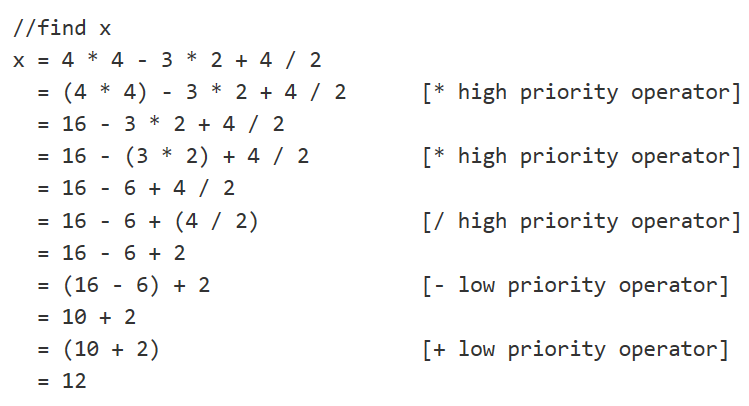 //find x
x = 4 * 4 - 3 * 2 + 4 / 2
= (4 * 4) - 3 * 2 + 4 / 2 [* high priority operator]
= 16 - 3 * 2 + 4 / 2
= 16 - (3 * 2) + 4 / 2 [* high priority operator]
= 16 - 6 + 4 / 2
= 16 - 6 + (4 / 2) [/ high priority operator]
= 16 - 6 + 2
= (16 - 6) + 2 [- low priority operator]
= 10 + 2
= (10 + 2) [+ low priority operator]
= 12